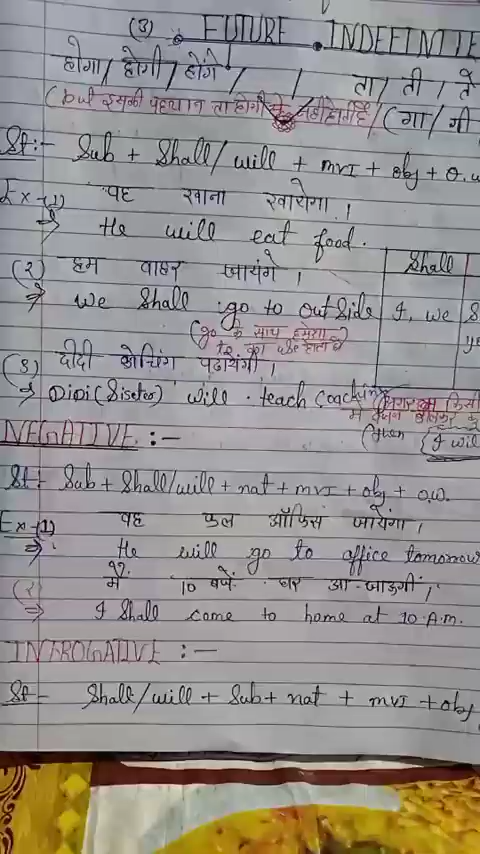 (3) FUTURE INDEFINITE
होगा/ होगी/ होंगे / / ता/ ती/ ते
(but इसकी पहचान ता होगी से नहीं होती है/ (गा/ गी
St:- Sub + Shall/will + mv1 + obj + o.w
Ex-(1) वह खाना खायेगा।
⇒ He will eat food.
(2) हम बाहर जायंगे।
Shall
⇒ We Shall go to outside
I, we
(go के साथ हमेशा
to का use होता है)
(3) दीदी कोचिंग पढ़ायंगी।
⇒ Didi(Siseter) will teach Coaching
NEGATIVE :-
St- Sub + Shall/will + not + mv1 + obj + o.w.
Ex-(1) वह कल ऑफिस जायेगा।
⇒ He will go to office tomorrow
(2) में 10 बजें घर आ-जाऊगीं।
⇒ I Shall come to home at 10 A.m.
INTROGATIVE :-
St- Shall/will + Sub + not + mv1 + obj